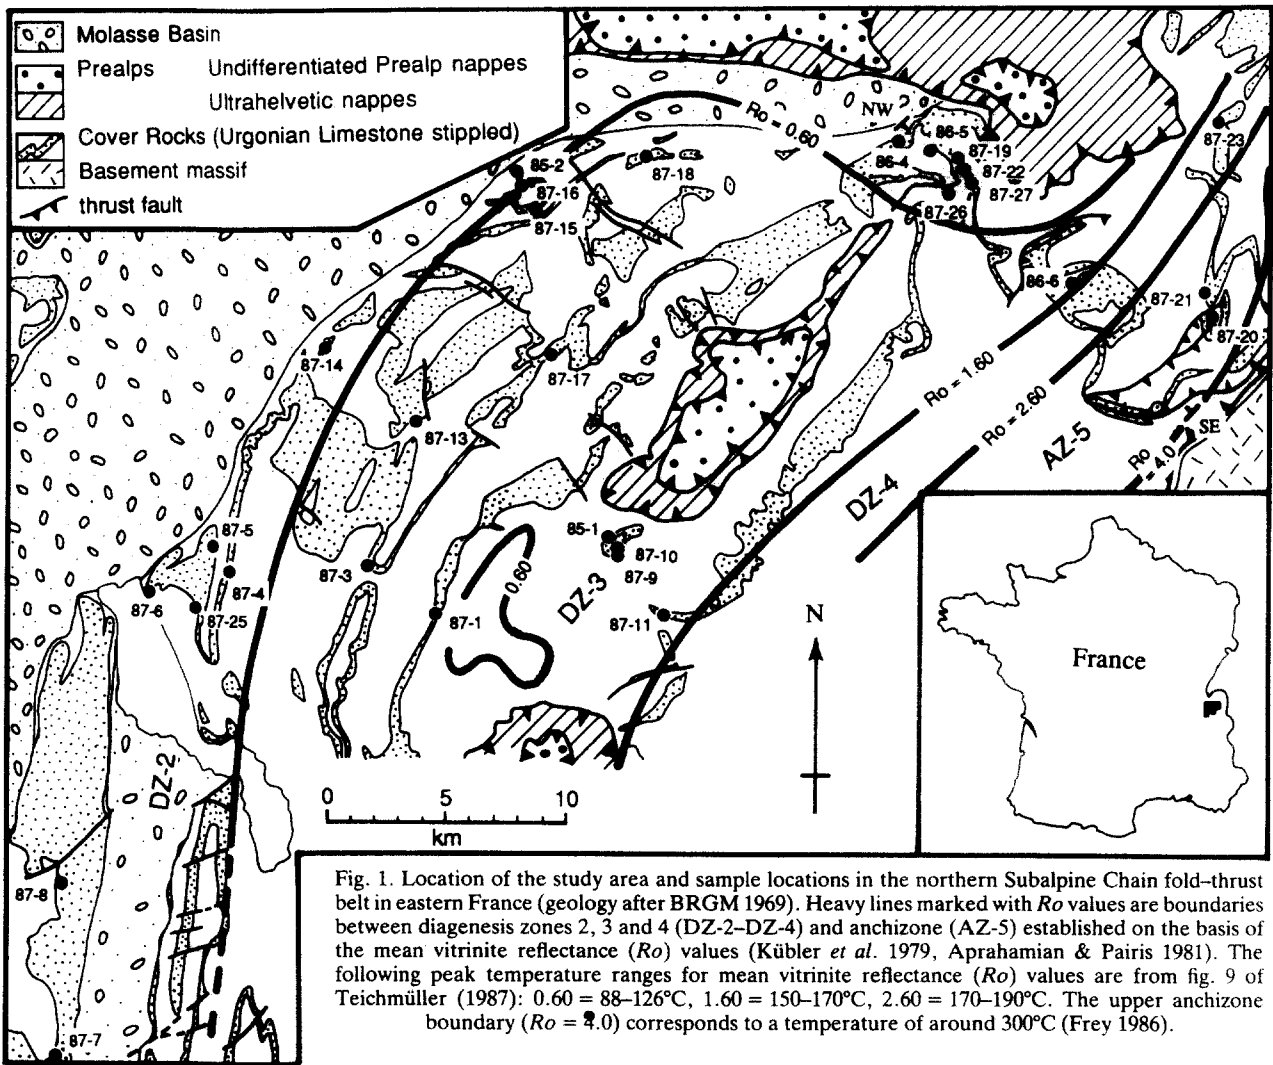 Molasse Basin
Prealps
Undifferentiated Prealp nappes
Ultrahelvetic nappes
Cover Rocks (Urgonian Limestone stippled)
Basement massif
thrust fault
NW
Ro = 0.60
86-5
86-4
87-19
87-22
87-27
87-26
87-23
85-2
87-16
87-15
87-18
86-6
87-21
87-20
87-14
87-17
87-13
Ro = 1.60
Ro = 2.60
AZ-5
Ro 4.0
SE
DZ-4
87-5
87-4
87-6
87-25
87-3
87-1
0.60
DZ-3
85-1
87-10
87-9
87-11
N
France
DZ-2
0 5 10
km
87-8
87-7
Fig. 1. Location of the study area and sample locations in the northern Subalpine Chain fold–thrust
belt in eastern France (geology after BRGM 1969). Heavy lines marked with Ro values are boundaries
between diagenesis zones 2, 3 and 4 (DZ-2–DZ-4) and anchizone (AZ-5) established on the basis of
the mean vitrinite reflectance (Ro) values (Kübler et al. 1979, Aprahamian & Pairis 1981). The
following peak temperature ranges for mean vitrinite reflectance (Ro) values are from fig. 9 of
Teichmüller (1987): 0.60 = 88–126°C, 1.60 = 150–170°C, 2.60 = 170–190°C. The upper anchizone
boundary (Ro = 4.0) corresponds to a temperature of around 300°C (Frey 1986).